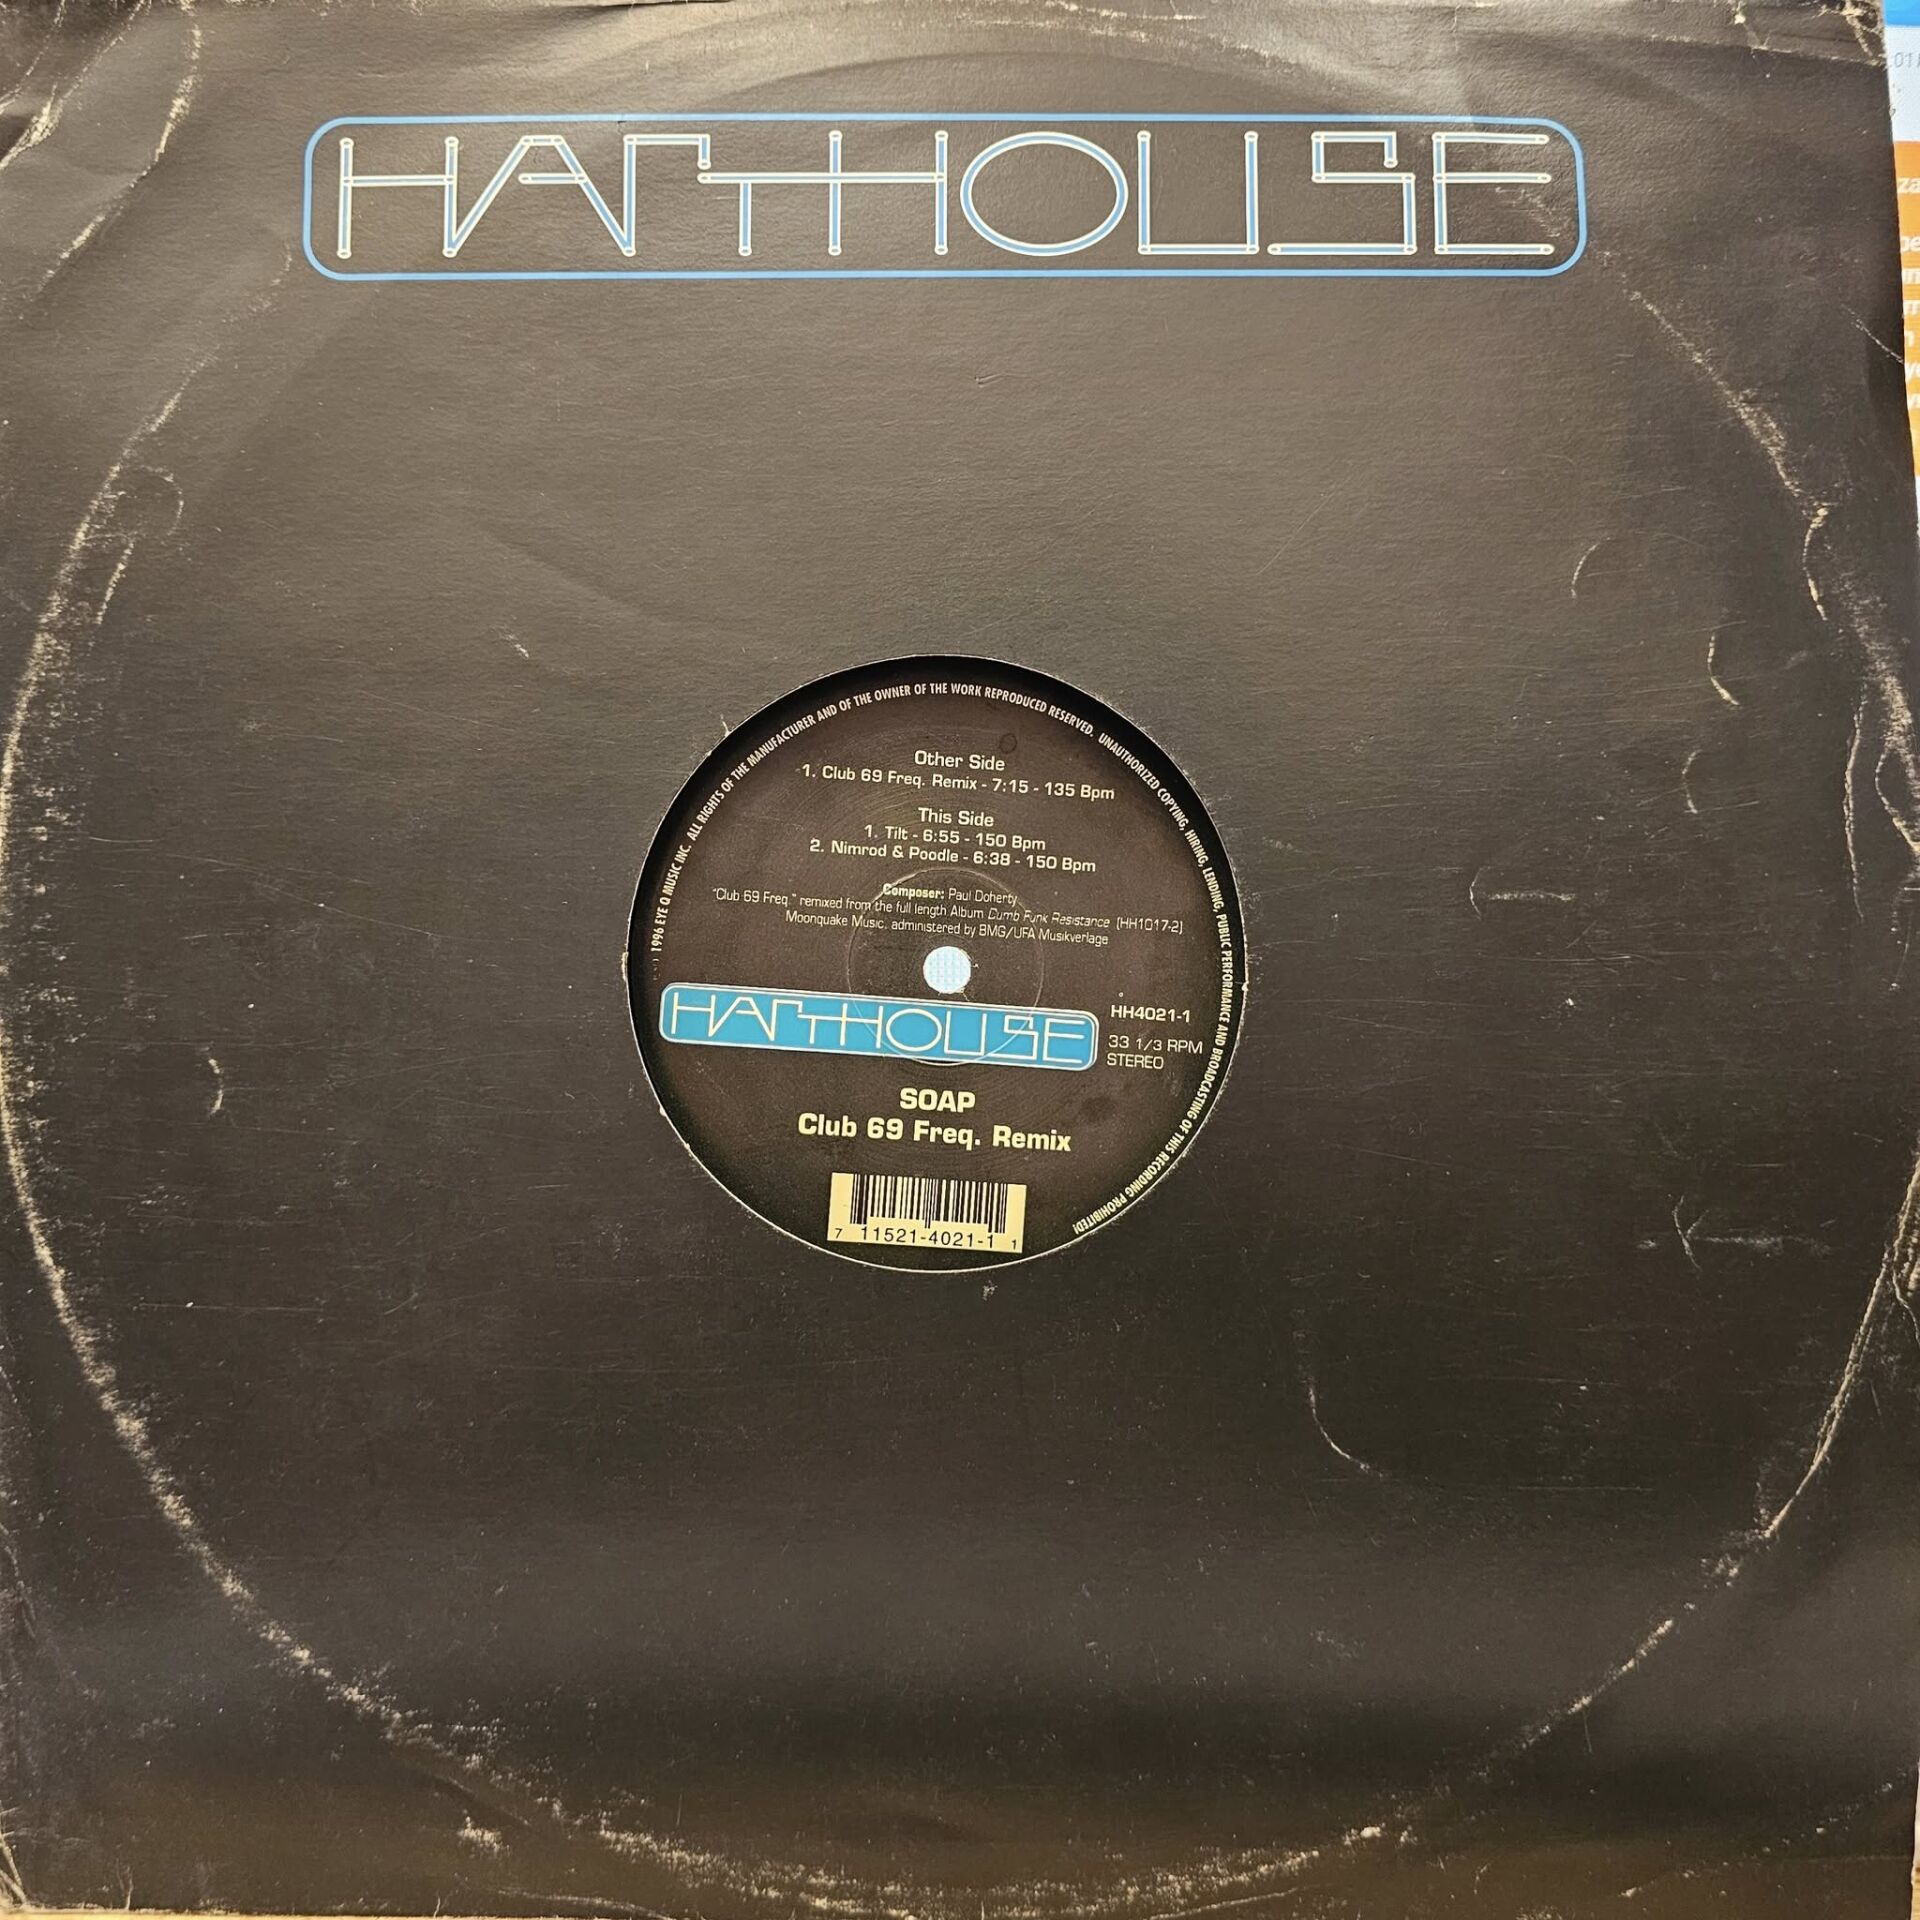 HARTHOUSE
Other Side
1. Club 69 Freq. Remix - 7:15 - 135 Bpm
This Side
1. Tilt - 6:55 - 150 Bpm
2. Nimrod & Poodle - 6:38 - 150 Bpm
Composer: Paul Doherty
"Club 69 Freq." remixed from the full length Album Dumb Funk Resistance (HH1017-2)
Moonquake Music, administered by BMG/UFA Musikverlage
HARTHOUSE
HH4021-1
33 1/3 RPM
STEREO
SOAP
Club 69 Freq. Remix
7 11521-4021-1 1
1996 EYE Q MUSIC INC. ALL RIGHTS OF THE MANUFACTURER AND OF THE OWNER OF THE WORK REPRODUCED RESERVED. UNAUTHORIZED COPYING, HIRING, LENDING, PUBLIC PERFORMANCE AND BROADCASTING OF THIS RECORDING PROHIBITED!